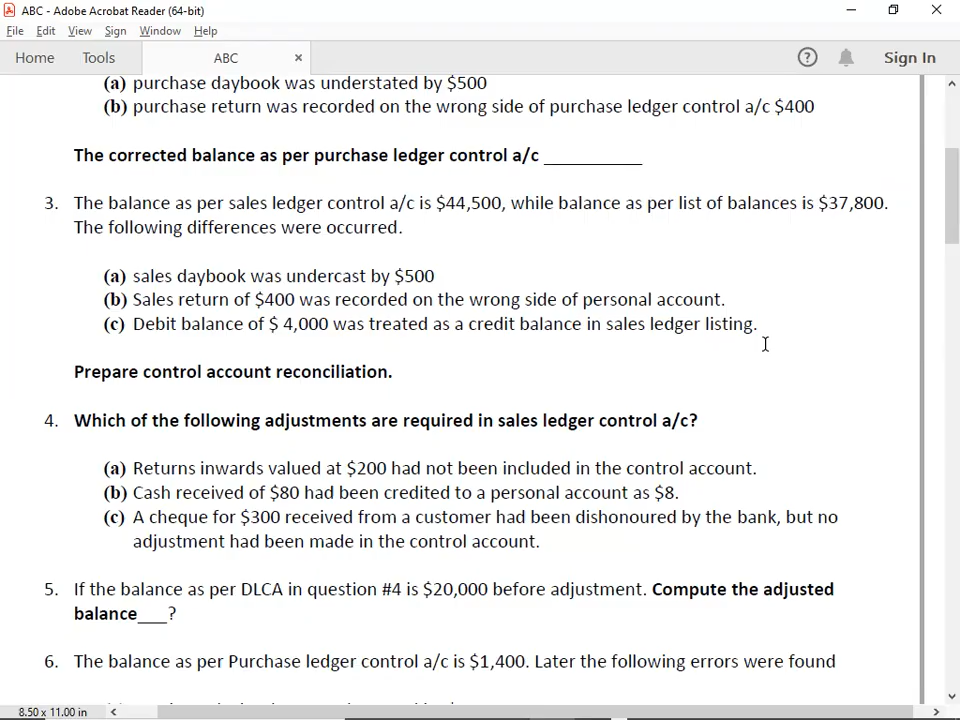 ABC - Adobe Acrobat Reader (64-bit)
File Edit View Sign Window Help
Home Tools ABC × ? Sign In
(a) purchase daybook was understated by $500
(b) purchase return was recorded on the wrong side of purchase ledger control a/c $400
The corrected balance as per purchase ledger control a/c __________
3. The balance as per sales ledger control a/c is $44,500, while balance as per list of balances is $37,800.
The following differences were occurred.
(a) sales daybook was undercast by $500
(b) Sales return of $400 was recorded on the wrong side of personal account.
(c) Debit balance of $ 4,000 was treated as a credit balance in sales ledger listing.
Prepare control account reconciliation.
4. Which of the following adjustments are required in sales ledger control a/c?
(a) Returns inwards valued at $200 had not been included in the control account.
(b) Cash received of $80 had been credited to a personal account as $8.
(c) A cheque for $300 received from a customer had been dishonoured by the bank, but no
adjustment had been made in the control account.
5. If the balance as per DLCA in question #4 is $20,000 before adjustment. Compute the adjusted
balance___?
6. The balance as per Purchase ledger control a/c is $1,400. Later the following errors were found
8.50 x 11.00 in